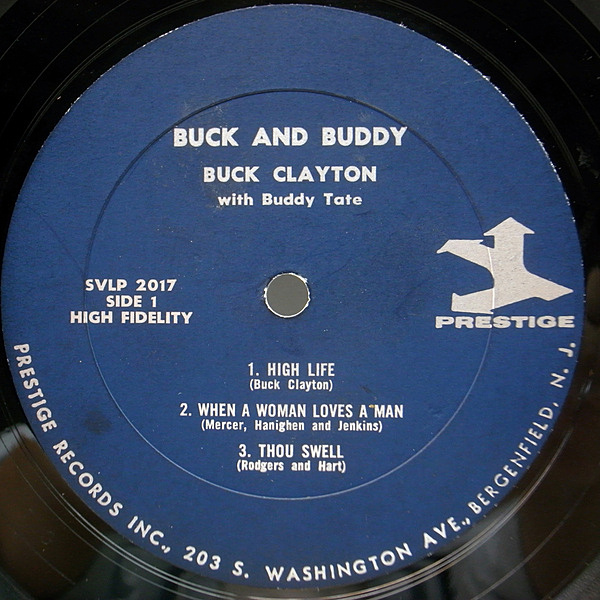 BUCK AND BUDDY
BUCK CLAYTON
with Buddy Tate
SVLP 2017
SIDE 1
HIGH FIDELITY
PRESTIGE
1. HIGH LIFE
(Buck Clayton)
2. WHEN A WOMAN LOVES A MAN
(Mercer, Hanighen and Jenkins)
3. THOU SWELL
(Rodgers and Hart)
PRESTIGE RECORDS INC., 203 S. WASHINGTON AVE., BERGENFIELD, N. J.